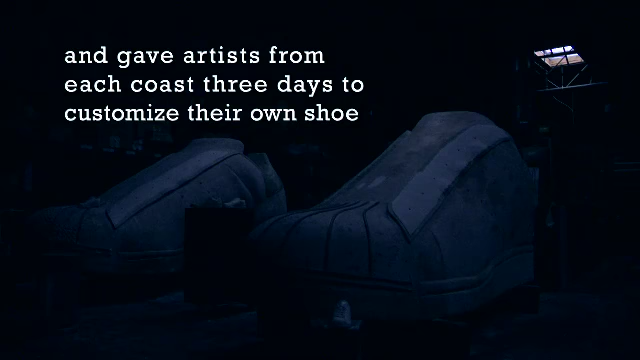 and gave artists from
each coast three days to
customize their own shoe